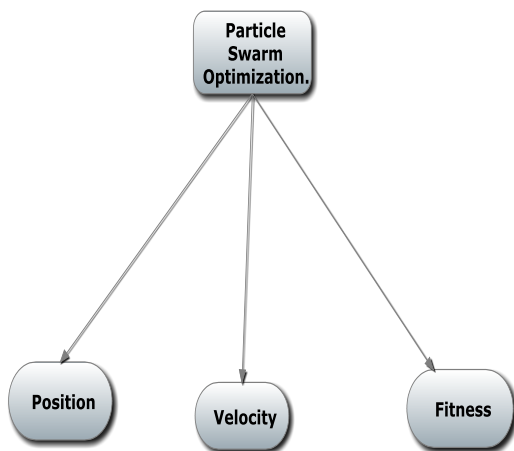 Particle
Swarm
Optimization.
Position
Velocity
Fitness